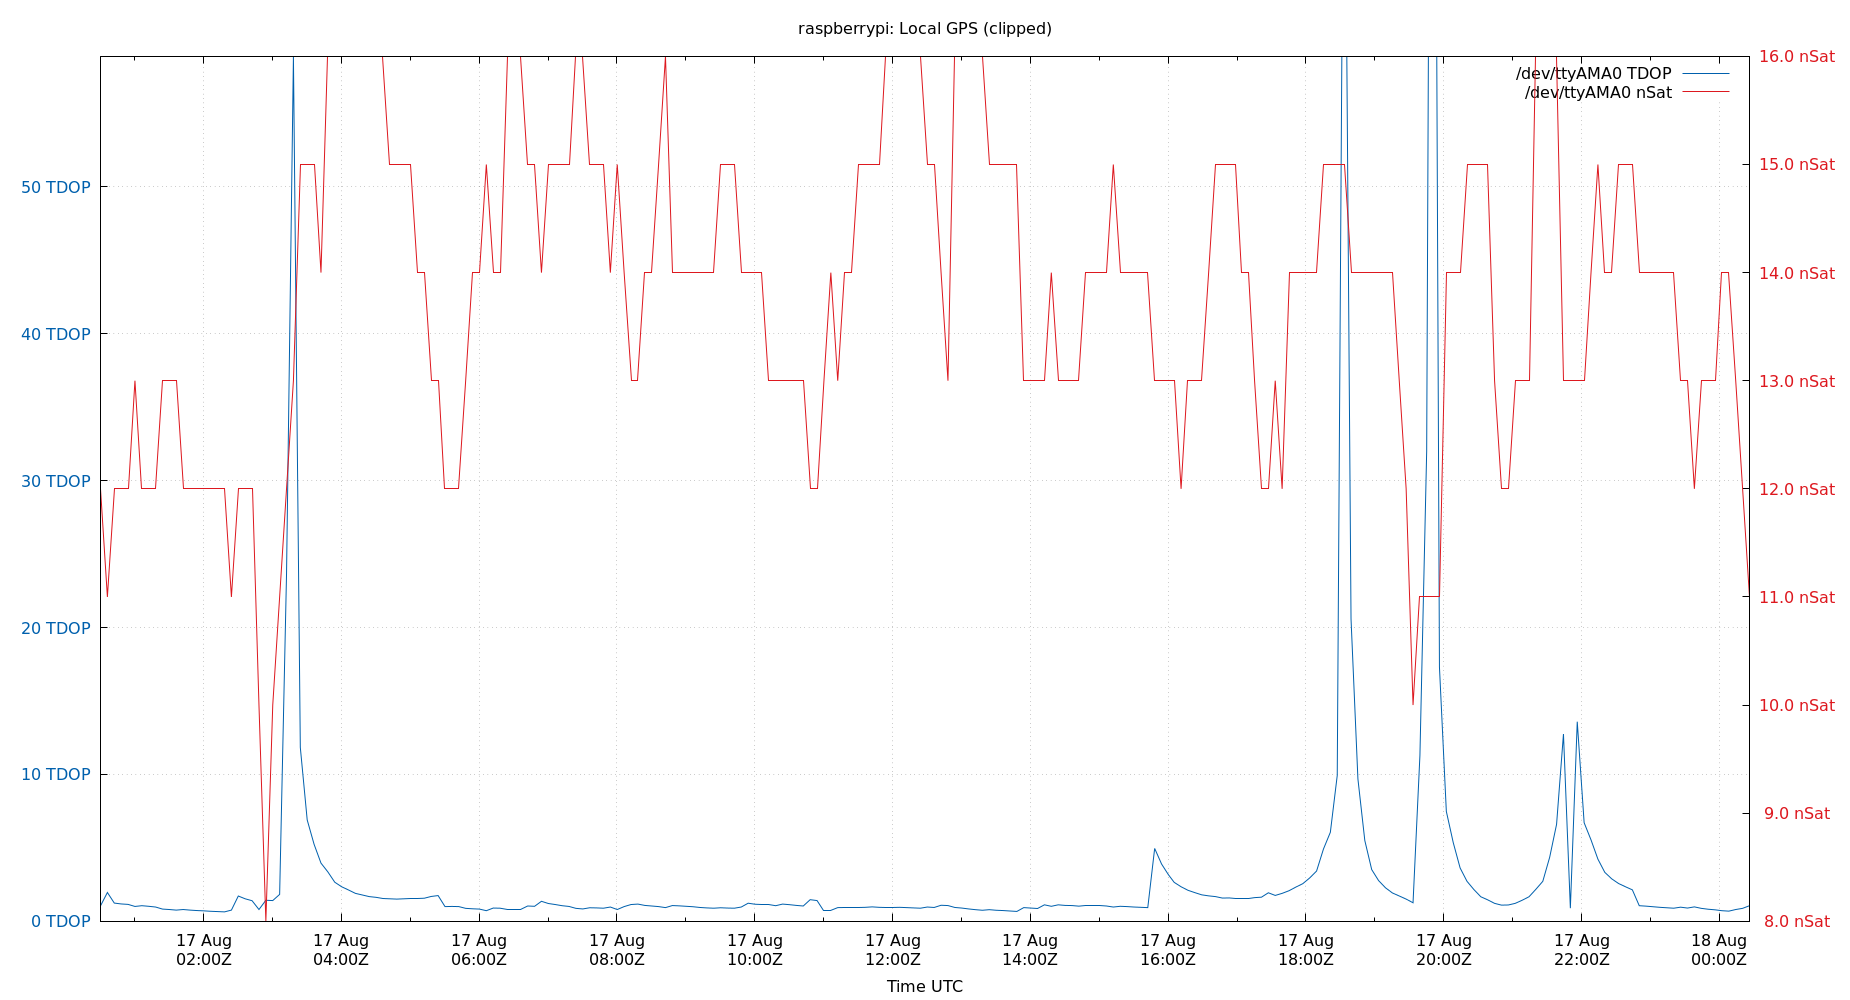 raspberrypi: Local GPS (clipped)
16.0 nSat
/dev/ttyAMA0 TDOP
/dev/ttyAMA0 nSat
15.0 nSat
50 TDOP
14.0 nSat
40 TDOP
13.0 nSat
30 TDOP
12.0 nSat
11.0 nSat
20 TDOP
10.0 nSat
10 TDOP
9.0 nSat
0 TDOP
8.0 nSat
17 Aug 17 Aug 17 Aug 17 Aug 17 Aug 17 Aug 17 Aug 17 Aug 17 Aug 17 Aug 17 Aug 18 Aug
02:00Z 04:00Z 06:00Z 08:00Z 10:00Z 12:00Z 14:00Z 16:00Z 18:00Z 20:00Z 22:00Z 00:00Z
Time UTC